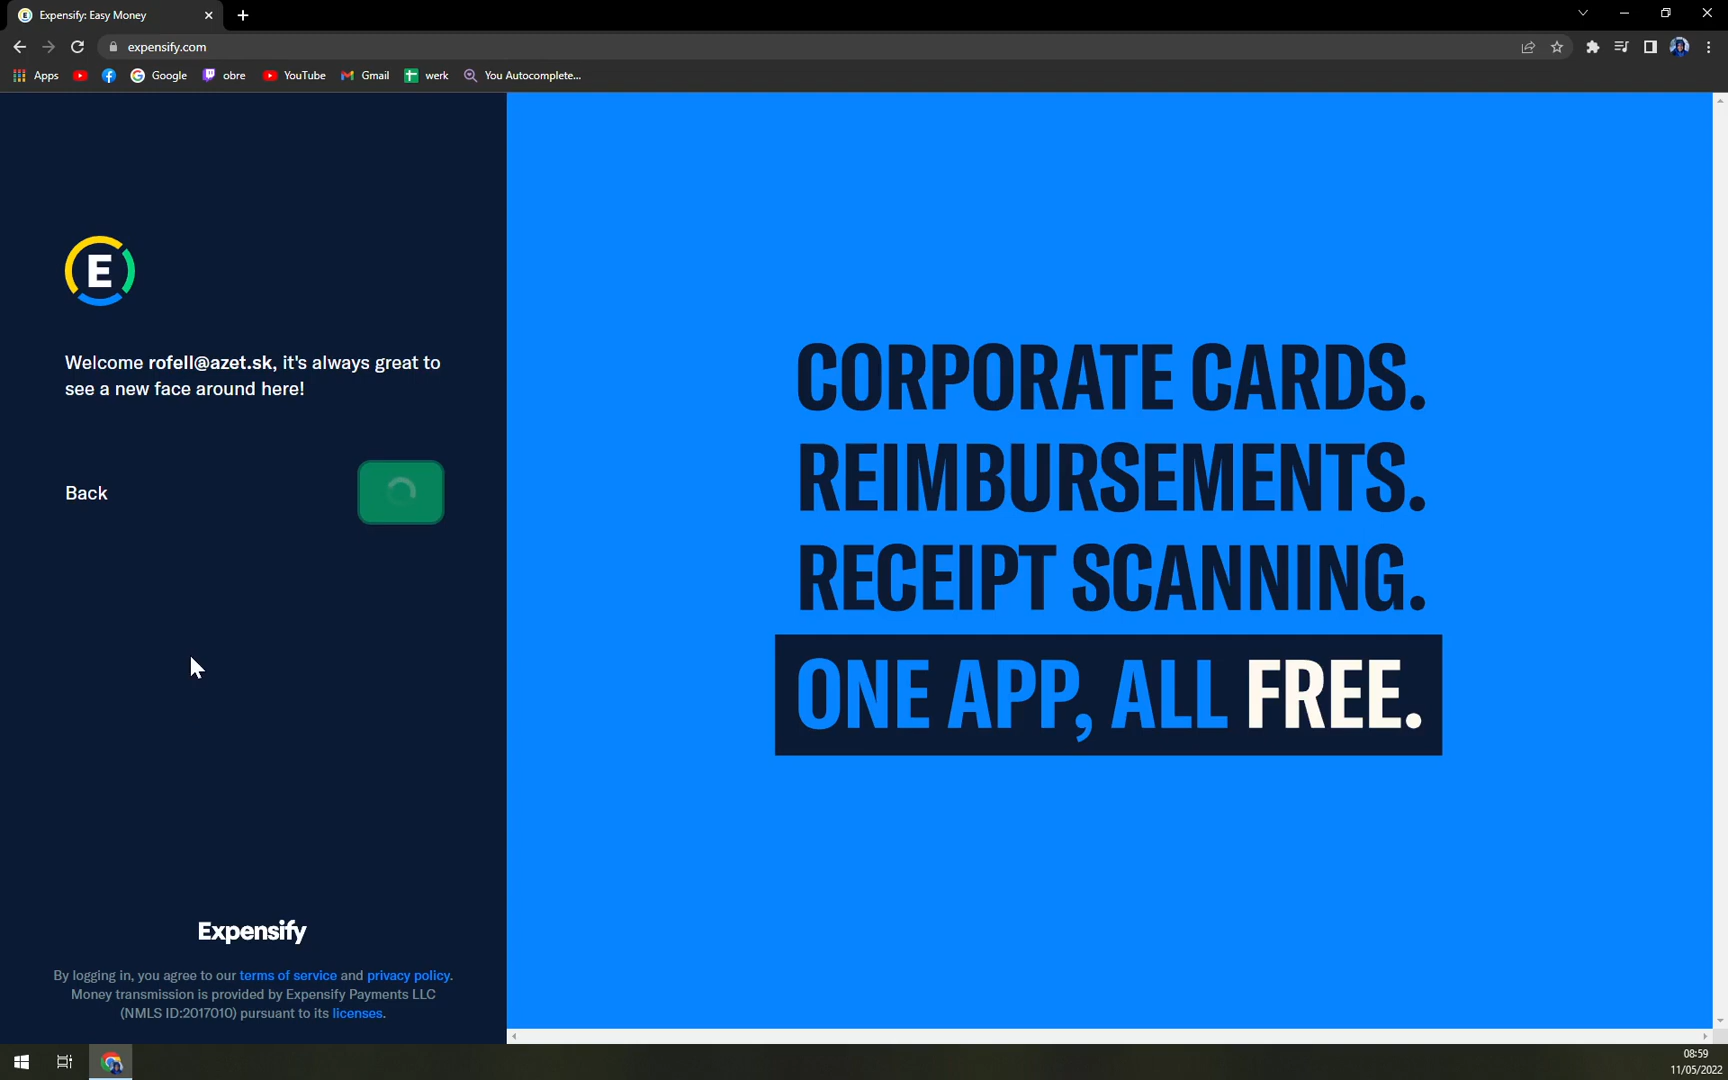 Expensify: Easy Money
expensify.com
Apps
Google
obre
YouTube
Gmail
werk
You Autocomplete...
E
Welcome rofell@azet.sk, it's always great to
see a new face around here!
Back
CORPORATE CARDS.
REIMBURSEMENTS.
RECEIPT SCANNING.
ONE APP, ALL FREE.
Expensify
By logging in, you agree to our terms of service and privacy policy.
Money transmission is provided by Expensify Payments LLC
(NMLS ID:2017010) pursuant to its licenses.
08:59
11/05/2022